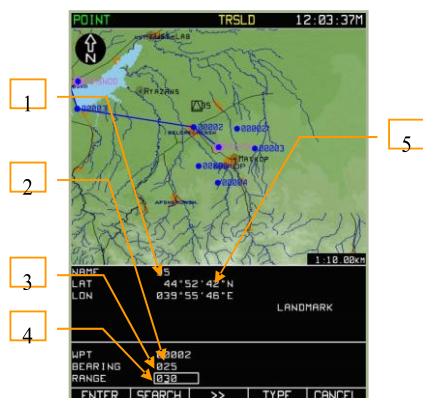 POINT TRSLD 12:03:37M
N
RYAZANS
35
00003
00002
00002
00003
MAYKOP
00004
1:10.00KM
1
2
3
4
5
NAME 5
LAT 44°52'42"N
LON 039°55'46"E
LANDMARK
WPT 00002
BEARING 025
RANGE 030
ENTER SEARCH >> TYPE CANCEL